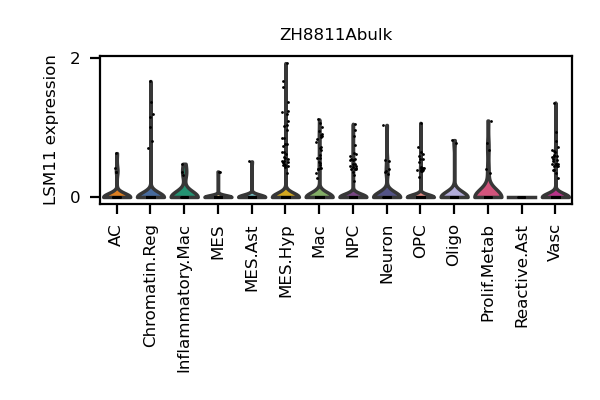 ZH8811Abulk
LSM11 expression
2
0
AC
Chromatin.Reg
Inflammatory.Mac
MES
MES.Ast
MES.Hyp
Mac
NPC
Neuron
OPC
Oligo
Prolif.Metab
Reactive.Ast
Vasc